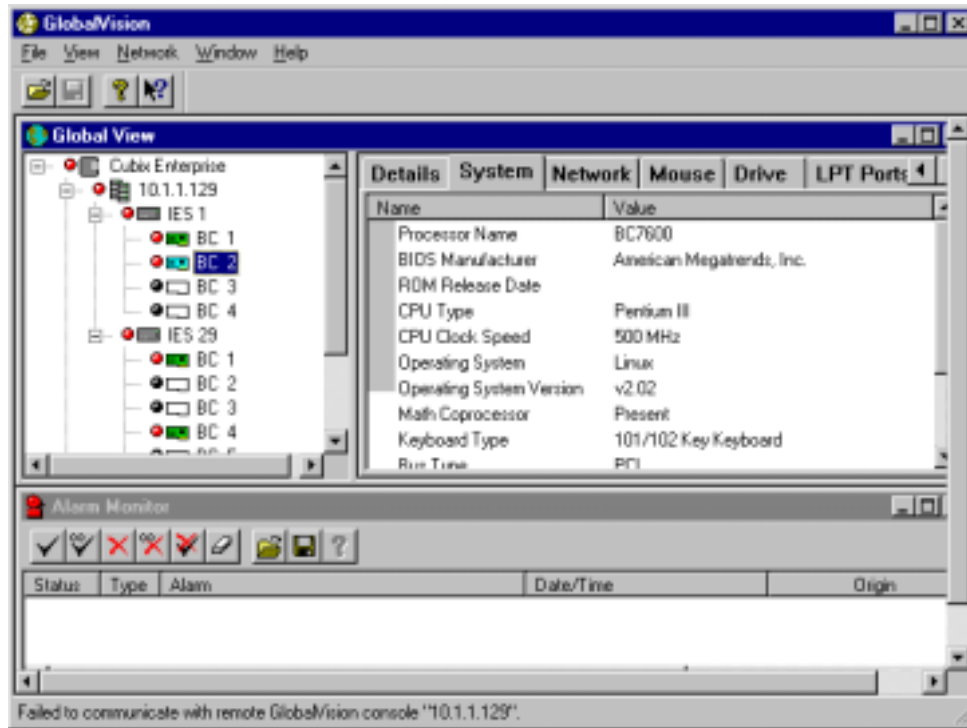 GlobalVision
File View Network Window Help
Global View
Cubix Enterprise
10.1.1.129
IES 1
BC 1
BC 2
BC 3
BC 4
IES 29
BC 1
BC 2
BC 3
BC 4
Details System Network Mouse Drive LPT Ports
Name Value
Processor Name BC7600
BIOS Manufacturer American Megatrends, Inc.
ROM Release Date
CPU Type Pentium III
CPU Clock Speed 500 MHz
Operating System Linux
Operating System Version v2.02
Math Coprocessor Present
Keyboard Type 101/102 Key Keyboard
Bus Type PCI
Alarm Monitor
Status Type Alarm Date/Time Origin
Failed to communicate with remote GlobalVision console "10.1.1.129".